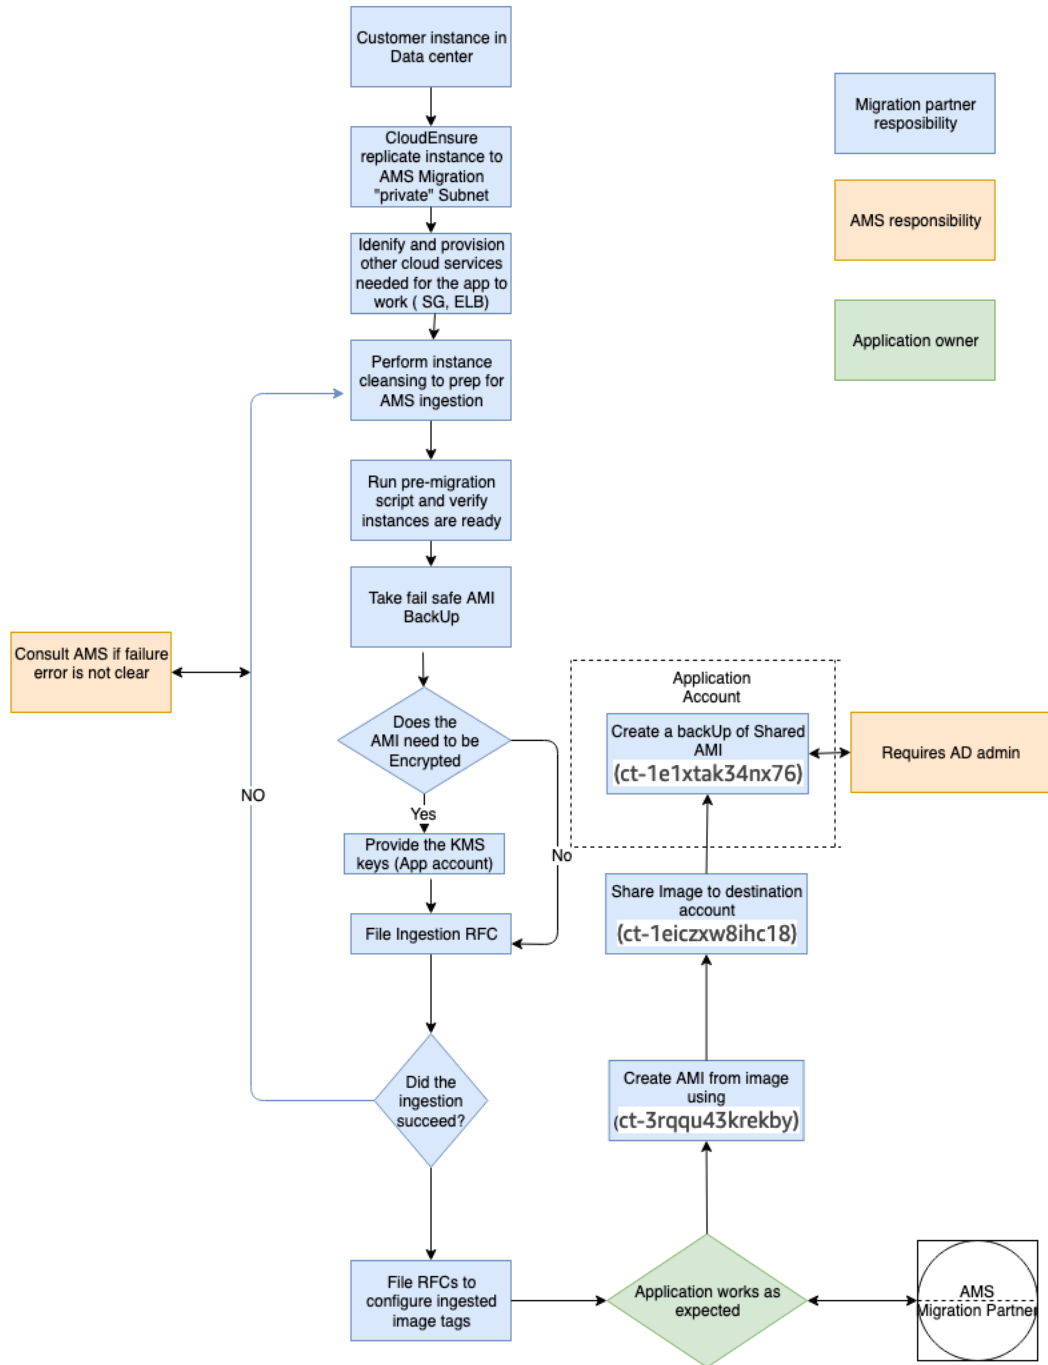 Customer instance in
Data center
Migration partner
resposibility
CloudEnsure
replicate instance to
AMS Migration
"private" Subnet
AMS responsibility
Idenify and provision
other cloud services
needed for the app to
work ( SG, ELB)
Application owner
Perform instance
cleansing to prep for
AMS ingestion
Run pre-migration
script and verify
instances are ready
Take fail safe AMI
BackUp
Consult AMS if failure
error is not clear
Does the
AMI need to be
Encrypted
NO
Yes
No
Provide the KMS
keys (App account)
File Ingestion RFC
Did the
ingestion
succeed?
File RFCs to
configure ingested
image tags
Application
Account
Create a backUp of Shared
AMI
(ct-1e1xtak34nx76)
Requires AD admin
Share Image to destination
account
(ct-1eiczxw8ihc18)
Create AMI from image
using
(ct-3rqqu43krekby)
Application works as
expected
AMS
Migration Partner